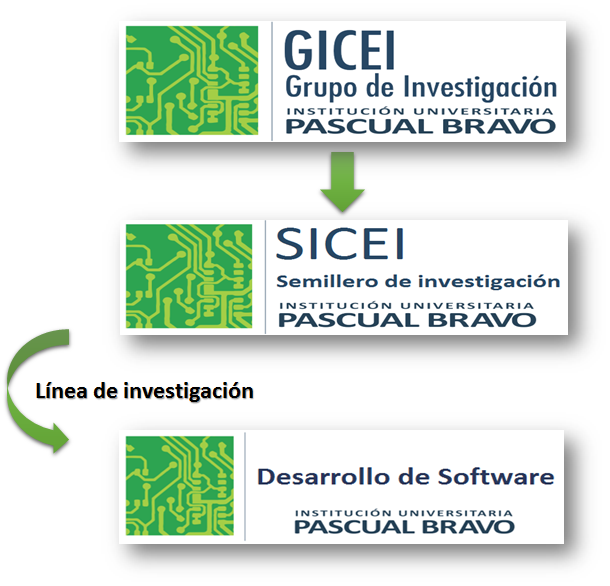 GICEI
Grupo de Investigación
INSTITUCIÓN UNIVERSITARIA
PASCUAL BRAVO
SICEI
Semillero de investigación
INSTITUCIÓN UNIVERSITARIA
PASCUAL BRAVO
Línea de investigación
Desarrollo de Software
INSTITUCIÓN UNIVERSITARIA
PASCUAL BRAVO